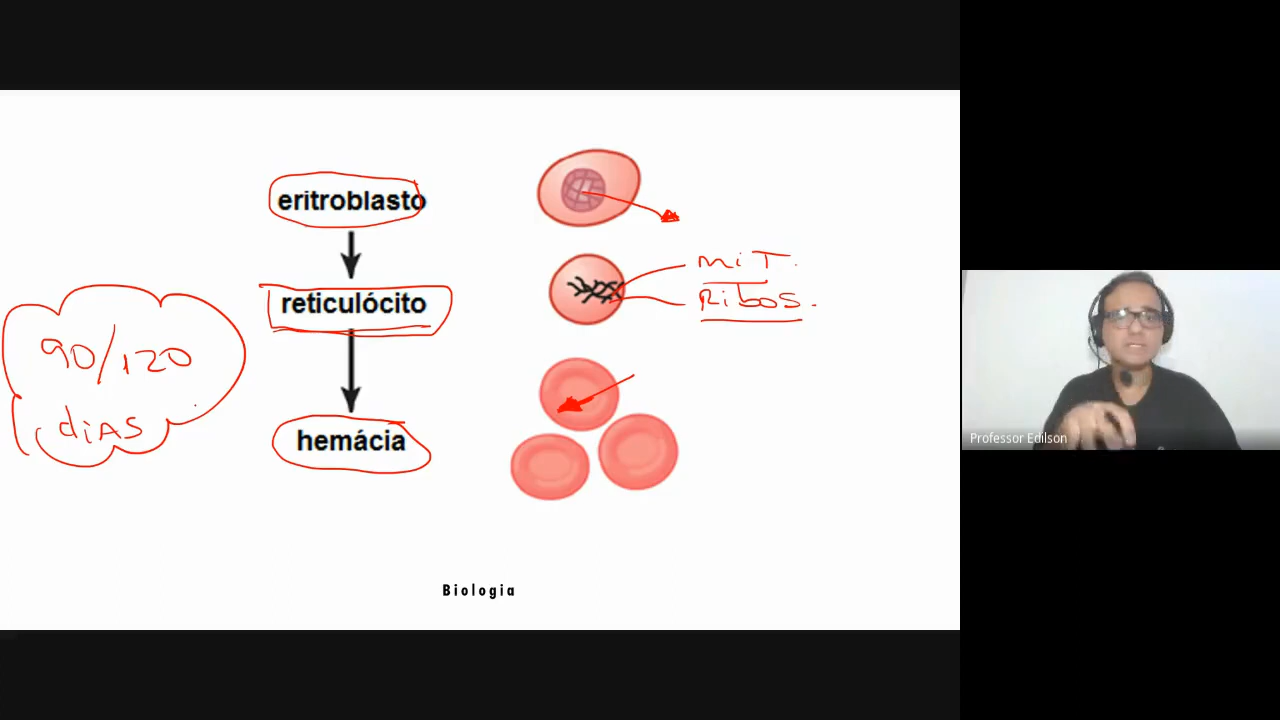 eritroblasto
MiT.
reticulócito
Ribos.
90/120
dias
hemácia
Professor Edilson
Biologia